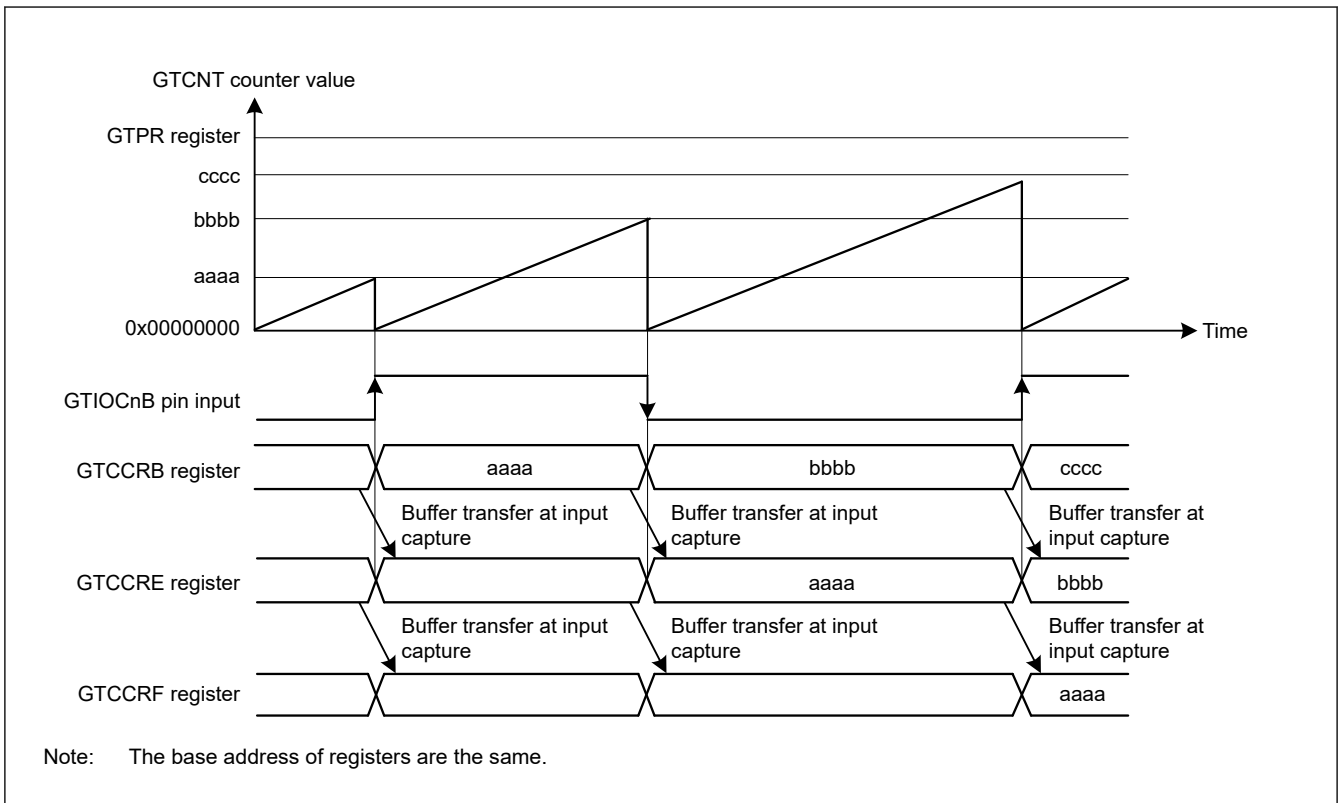 GTCNT counter value
GTPR register
cccc
bbbb
aaaa
0x00000000
Time
GTIOCnB pin input
GTCCRB register
aaaa
bbbb
cccc
Buffer transfer at input
capture
Buffer transfer at input
capture
Buffer transfer at
input capture
GTCCRE register
aaaa
bbbb
Buffer transfer at input
capture
Buffer transfer at input
capture
Buffer transfer at
input capture
GTCCRF register
aaaa
Note: The base address of registers are the same.